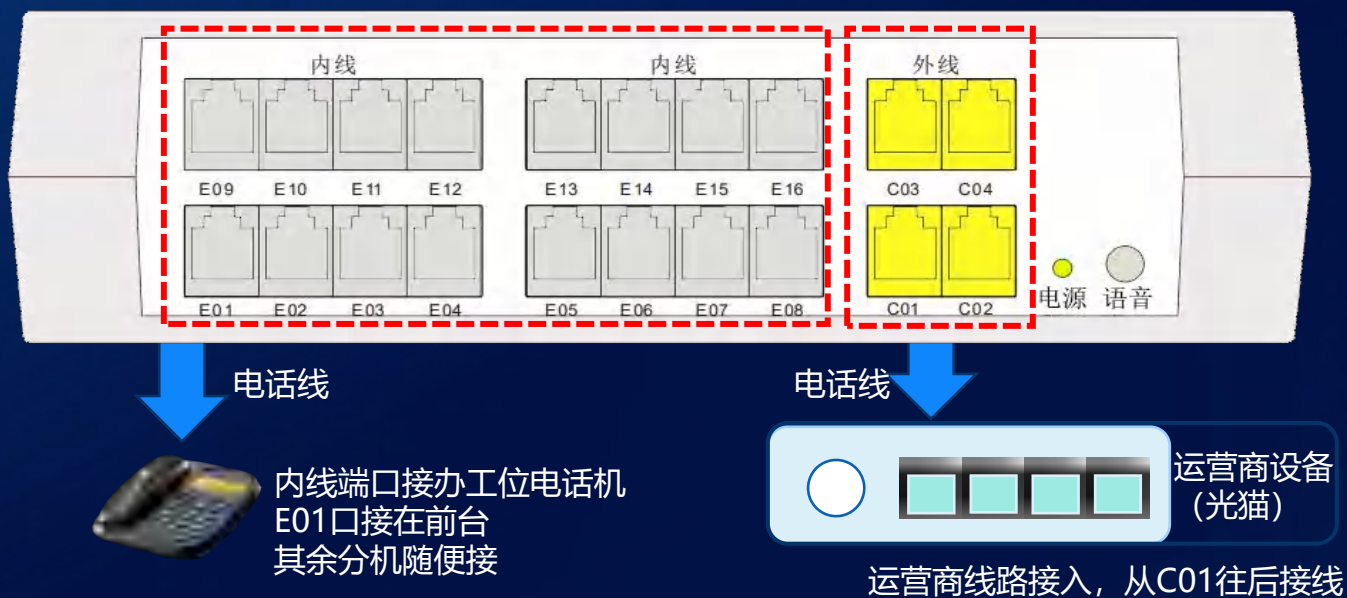 内线 内线 外线
E09 E10 E11 E12 E13 E14 E15 E16 C03 C04
E01 E02 E03 E04 E05 E06 E07 E08 C01 C02
电源 语音
电话线
电话线
内线端口接办工位电话机
E01口接在前台
其余分机随便接
运营商设备
(光猫)
运营商线路接入，从C01往后接线